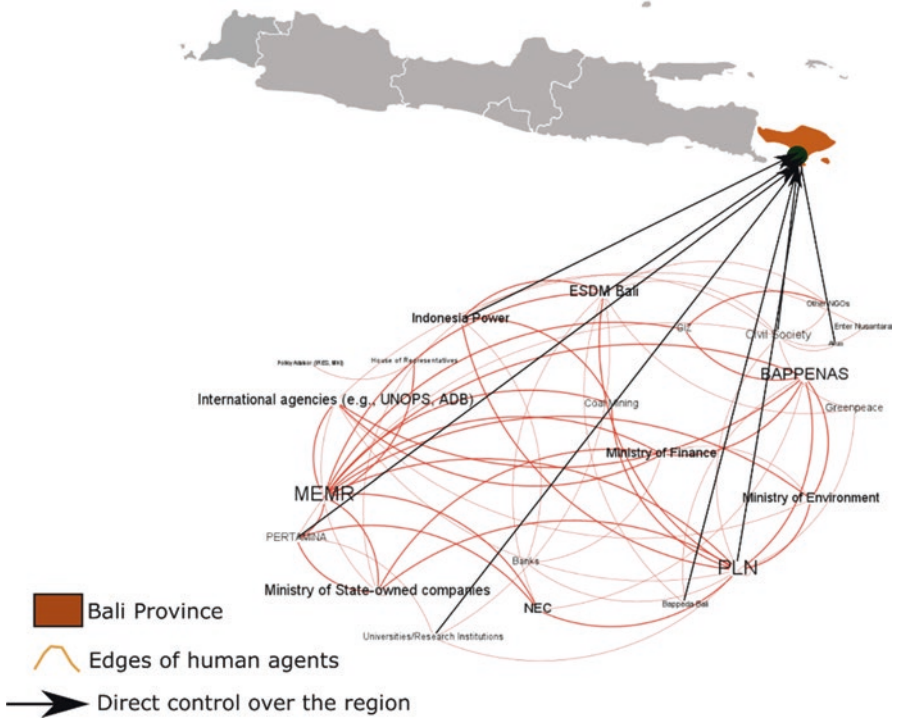 ESDM Bali
Other NGOs
Indonesia Power
GIZ
Civil Society
Enter Nusantara
House of Representatives
BAPPENAS
International agencies (e.g., UNOPS, ADB)
Coal Mining
Greenpeace
Ministry of Finance
MEMR
Ministry of Environment
PERTAMINA
Banks
PLN
Ministry of State-owned companies
NEC
Bappeda Bali
Universities/Research Institutions
Bali Province
Edges of human agents
Direct control over the region